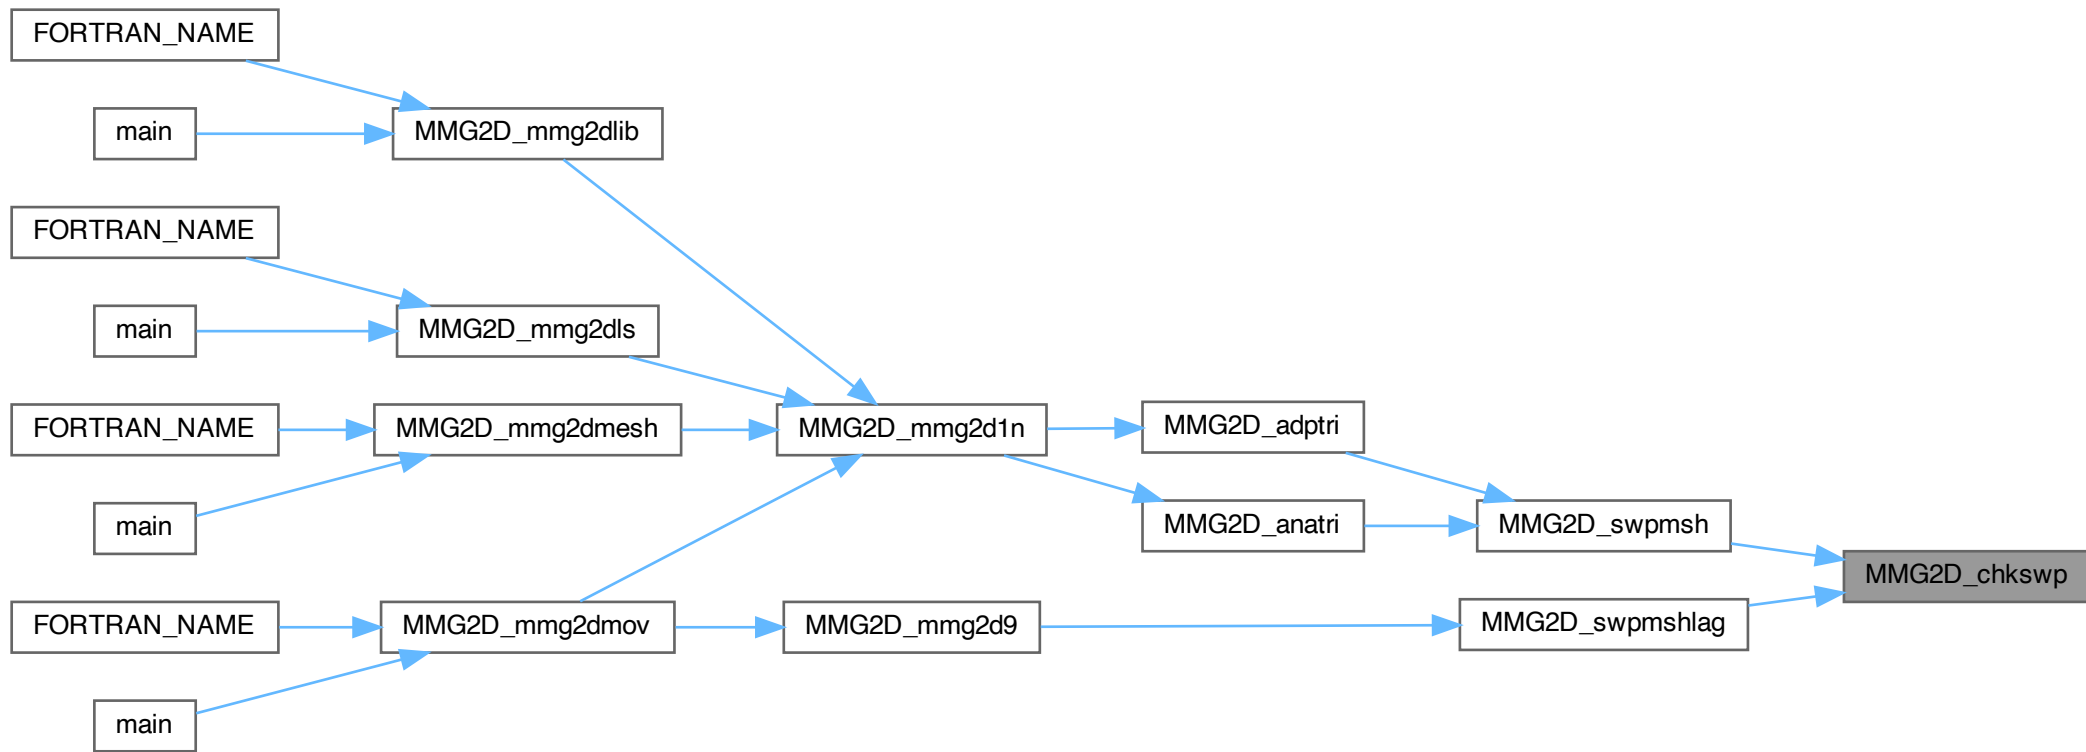 FORTRAN_NAME
main
MMG2D_mmg2dlib
FORTRAN_NAME
main
MMG2D_mmg2dls
FORTRAN_NAME
MMG2D_mmg2dmesh
MMG2D_mmg2d1n
MMG2D_adptri
main
MMG2D_anatri
MMG2D_swpmsh
MMG2D_chkswp
FORTRAN_NAME
MMG2D_mmg2dmov
MMG2D_mmg2d9
MMG2D_swpmshlag
main